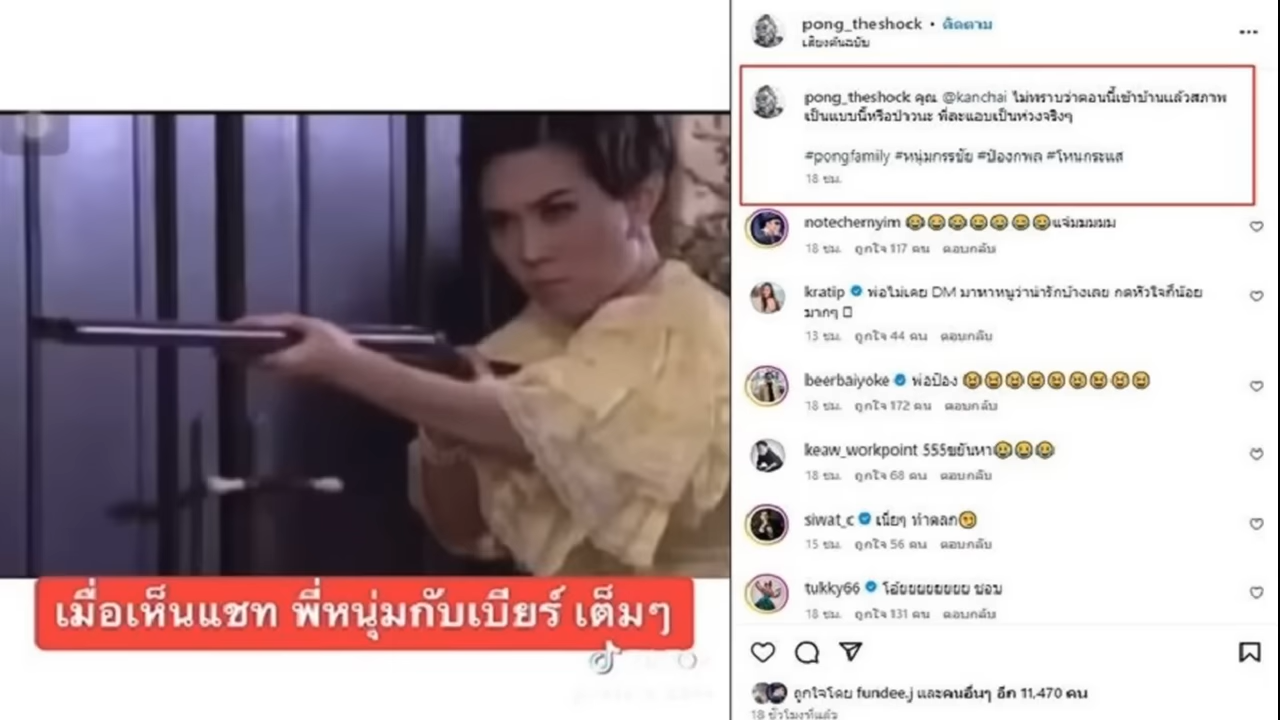 เมื่อเห็นแชท พี่หนุ่มกับเบียร์ เต็มๆ
pong_theshock • ติดตาม
เสียงต้นฉบับ
pong_theshock คุณ @kanchai ไม่ทราบว่าตอนนี้เข้าบ้านแล้วสภาพ
เป็นแบบนี้หรือป่าวนะ พี่ละแอบเป็นห่วงจริงๆ
#pongfamily #หนุ่มกรรชัย #ป๋องกพล #โหนกระแส
18 ชม.
notechernyim 😂😂😂😂😂😂😂แจ่มมมมม
18 ชม. ถูกใจ 117 คน ตอบกลับ
kratip พ่อไม่เคย DM มาหาหนูว่าน่ารักบ้างเลย กดหัวใจก็น้อย
มากๆ
13 ชม. ถูกใจ 44 คน ตอบกลับ
beerbaiyoke พ่อป๋อง 😆😆😆😆😆😆😆😆😆
18 ชม. ถูกใจ 172 คน ตอบกลับ
keaw_workpoint 555ขยันหา😂😂😂
18 ชม. ถูกใจ 68 คน ตอบกลับ
siwat_c เนี่ยๆ ทำตลก😏
15 ชม. ถูกใจ 56 คน ตอบกลับ
tukky66 โอ้ยยยยยยยย ชอบ
18 ชม. ถูกใจ 131 คน ตอบกลับ
ถูกใจโดย fundee.j และคนอื่นๆ อีก 11,470 คน
18 ชั่วโมงที่แล้ว